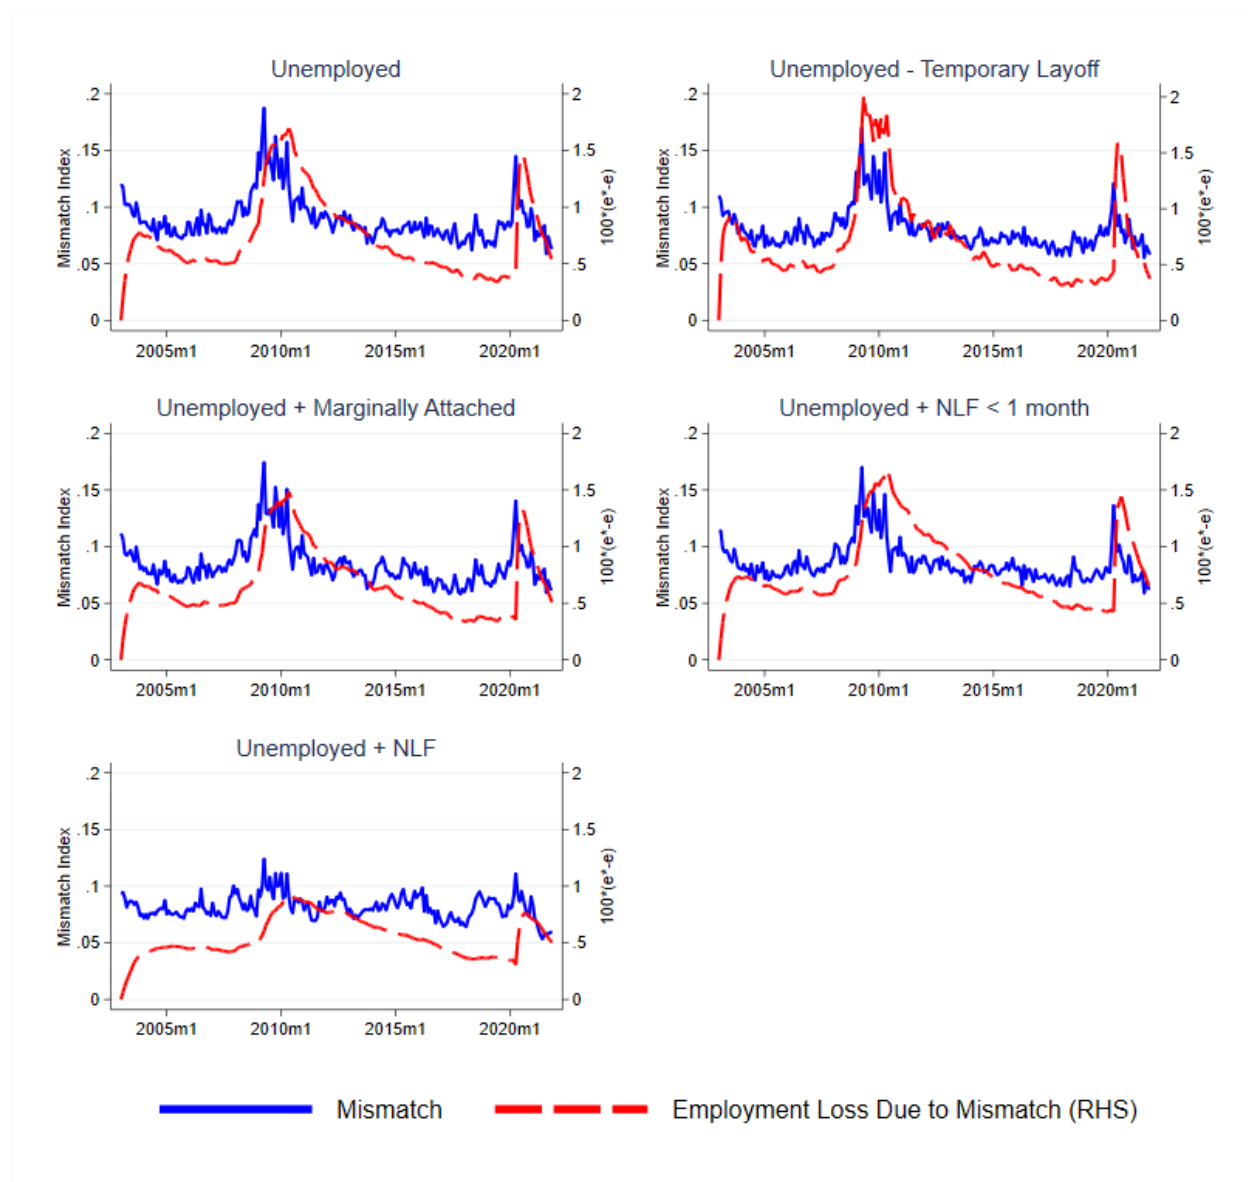 Unemployed
Mismatch Index
.2
.15
.1
.05
0
2
1.5
1
.5
0
100*(e*-e)
2005m1 2010m1 2015m1 2020m1
Unemployed - Temporary Layoff
Mismatch Index
.2
.15
.1
.05
0
2
1.5
1
.5
0
100*(e*-e)
2005m1 2010m1 2015m1 2020m1
Unemployed + Marginally Attached
Mismatch Index
.2
.15
.1
.05
0
2
1.5
1
.5
0
100*(e*-e)
2005m1 2010m1 2015m1 2020m1
Unemployed + NLF < 1 month
Mismatch Index
.2
.15
.1
.05
0
2
1.5
1
.5
0
100*(e*-e)
2005m1 2010m1 2015m1 2020m1
Unemployed + NLF
Mismatch Index
.2
.15
.1
.05
0
2
1.5
1
.5
0
100*(e*-e)
2005m1 2010m1 2015m1 2020m1
Mismatch
Employment Loss Due to Mismatch (RHS)